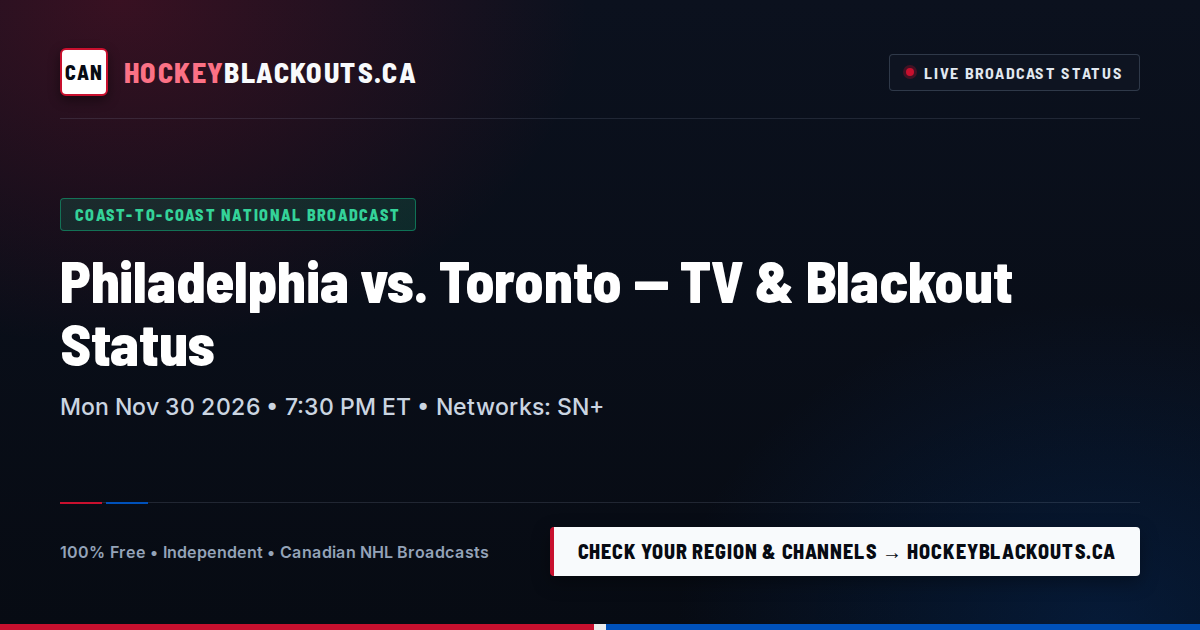 CAN
HOCKEYBLACKOUTS.CA
LIVE BROADCAST STATUS
COAST-TO-COAST NATIONAL BROADCAST
Philadelphia vs. Toronto — TV & Blackout
Status
Mon Nov 30 2026 • 7:30 PM ET • Networks: SN+
100% Free • Independent • Canadian NHL Broadcasts
CHECK YOUR REGION & CHANNELS → HOCKEYBLACKOUTS.CA